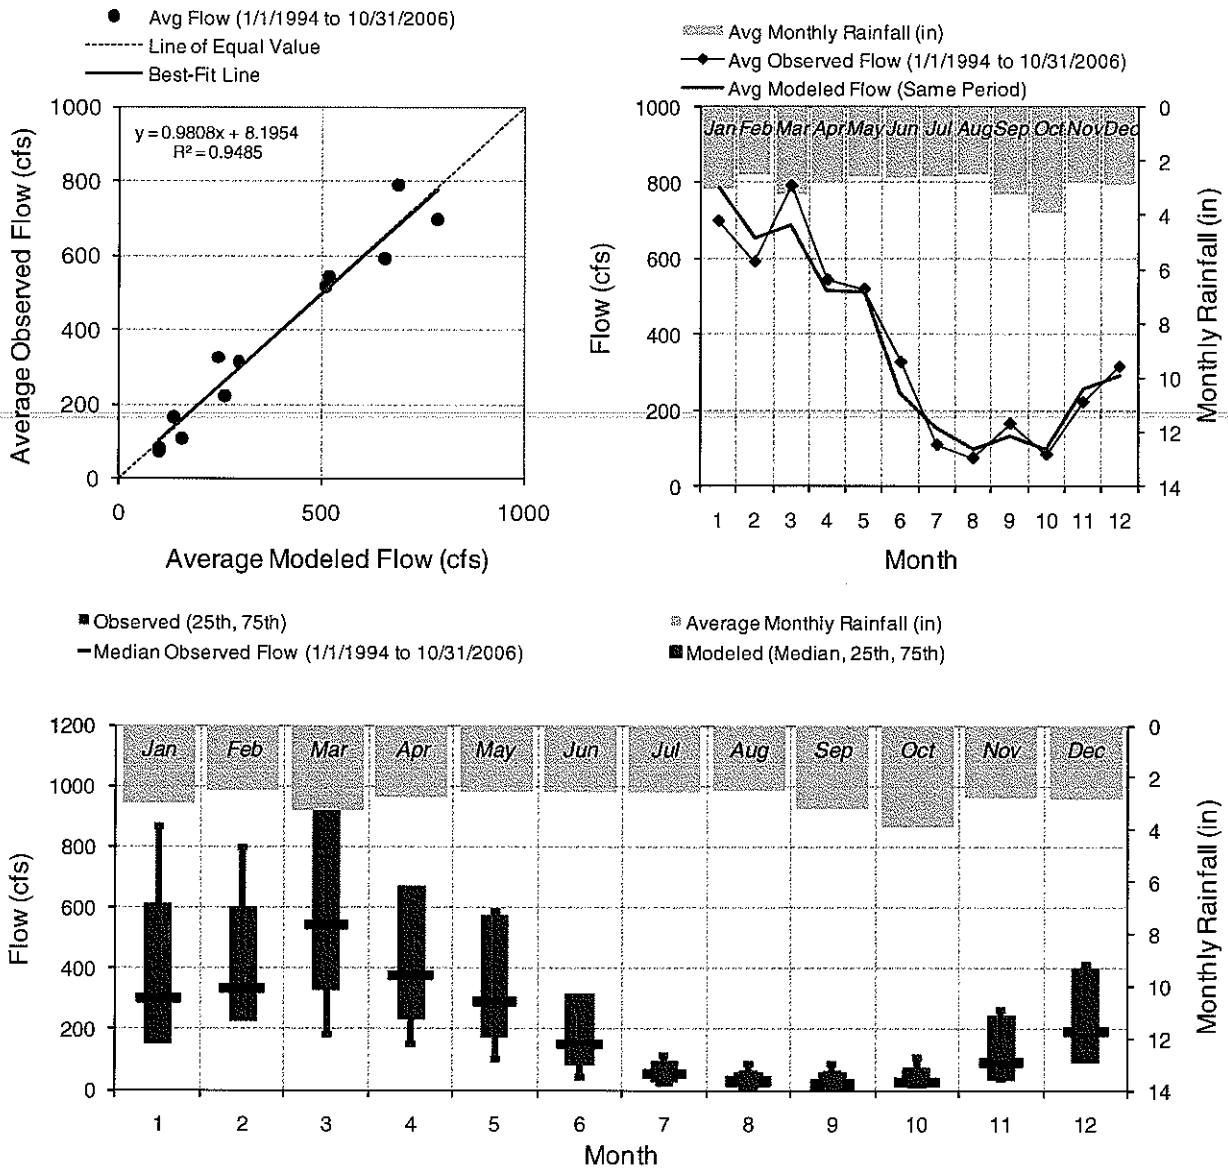 Avg Flow (1/1/1994 to 10/31/2006)
Line of Equal Value
Best-Fit Line
y = 0.9808x + 8.1954
R² = 0.9485
1000
800
600
400
200
0
0
500
1000
Average Observed Flow (cfs)
Average Modeled Flow (cfs)
Avg Monthly Rainfall (in)
Avg Observed Flow (1/1/1994 to 10/31/2006)
Avg Modeled Flow (Same Period)
Jan Feb Mar Apr May Jun Jul Aug Sep Oct Nov Dec
1000
800
600
400
200
0
Flow (cfs)
0
2
4
6
8
10
12
14
Monthly Rainfall (in)
1 2 3 4 5 6 7 8 9 10 11 12
Month
Observed (25th, 75th)
Median Observed Flow (1/1/1994 to 10/31/2006)
Average Monthly Rainfall (in)
Modeled (Median, 25th, 75th)
Jan Feb Mar Apr May Jun Jul Aug Sep Oct Nov Dec
1200
1000
800
600
400
200
0
Flow (cfs)
0
2
4
6
8
10
12
14
Monthly Rainfall (in)
1 2 3 4 5 6 7 8 9 10 11 12
Month